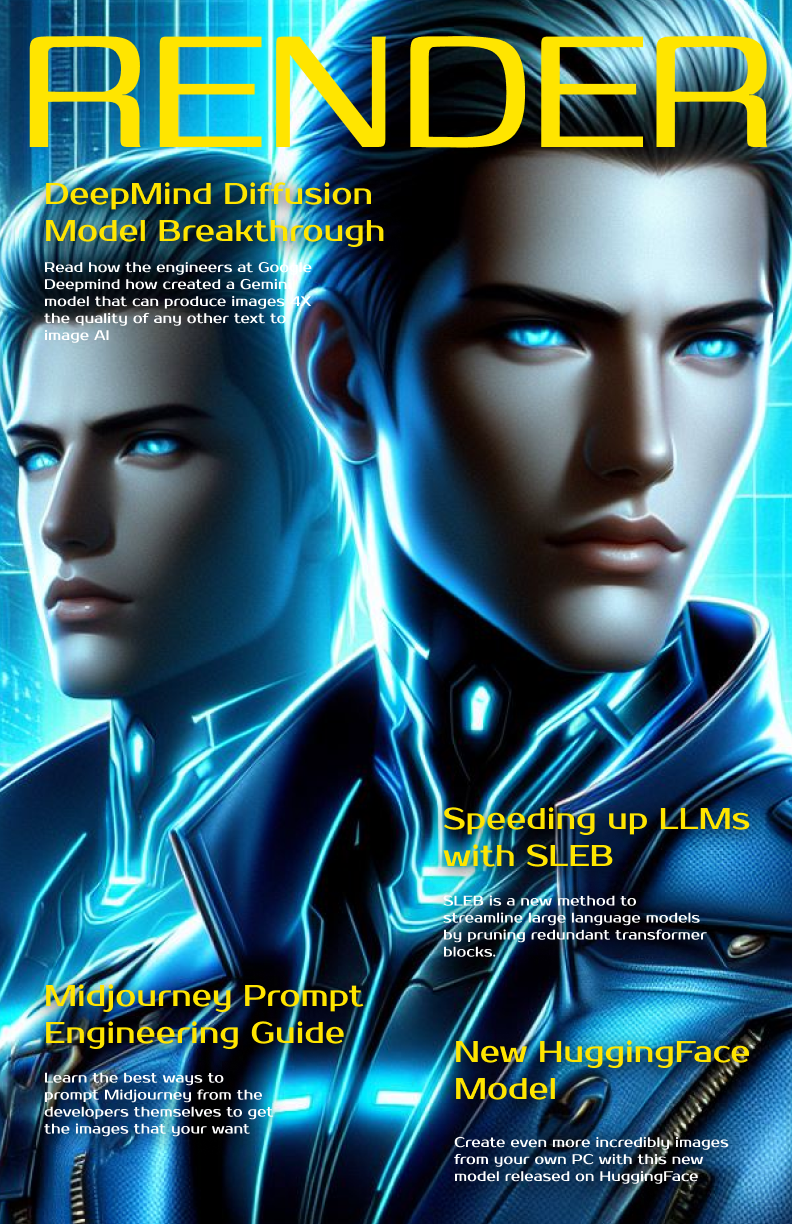 RENDER
DeepMind Diffusion
Model Breakthrough
Read how the engineers at Google
Deepmind how created a Gemini
model that can produce images 4X
the quality of any other text to
image AI
Speeding up LLMs
with SLEB
SLEB is a new method to
streamline large language models
by pruning redundant transformer
blocks.
Midjourney Prompt
Engineering Guide
Learn the best ways to
prompt Midjourney from the
developers themselves to get
the images that your want
New HuggingFace
Model
Create even more incredibly images
from your own PC with this new
model released on HuggingFace